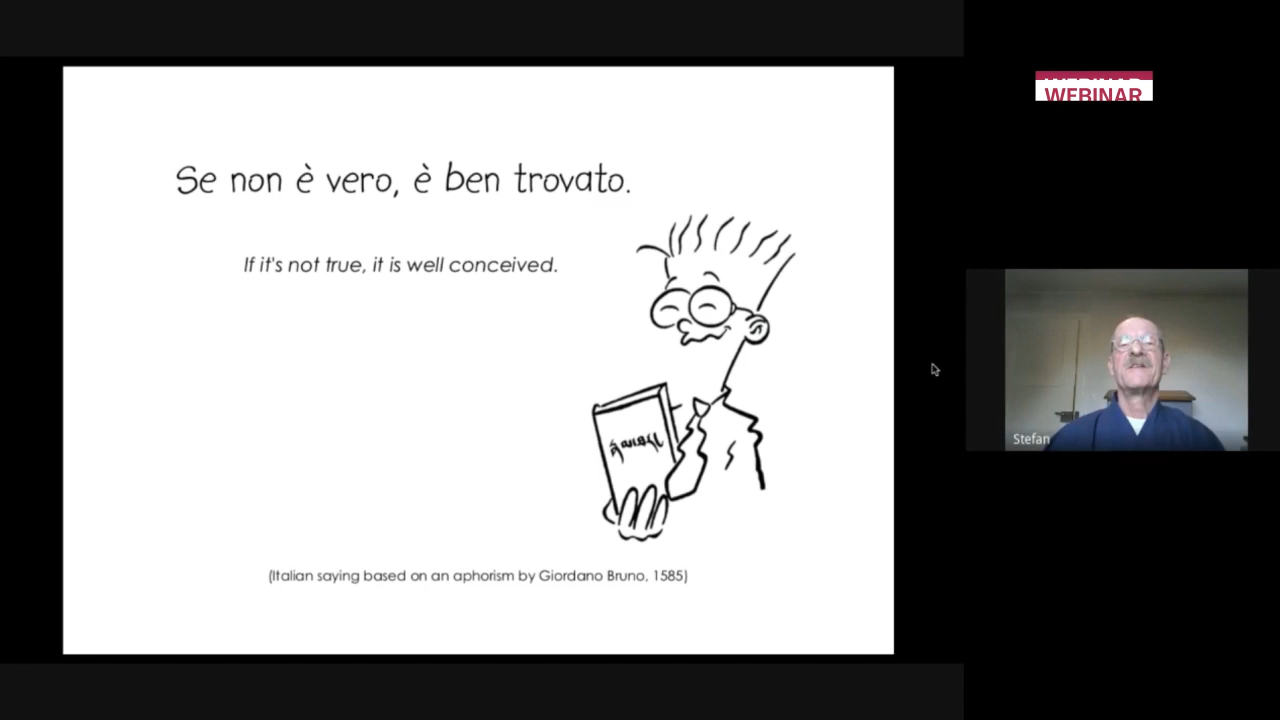 Se non è vero, è ben trovato.
If it's not true, it is well conceived.
(Italian saying based on an aphorism by Giordano Bruno, 1585)
WEBINAR
Stefan